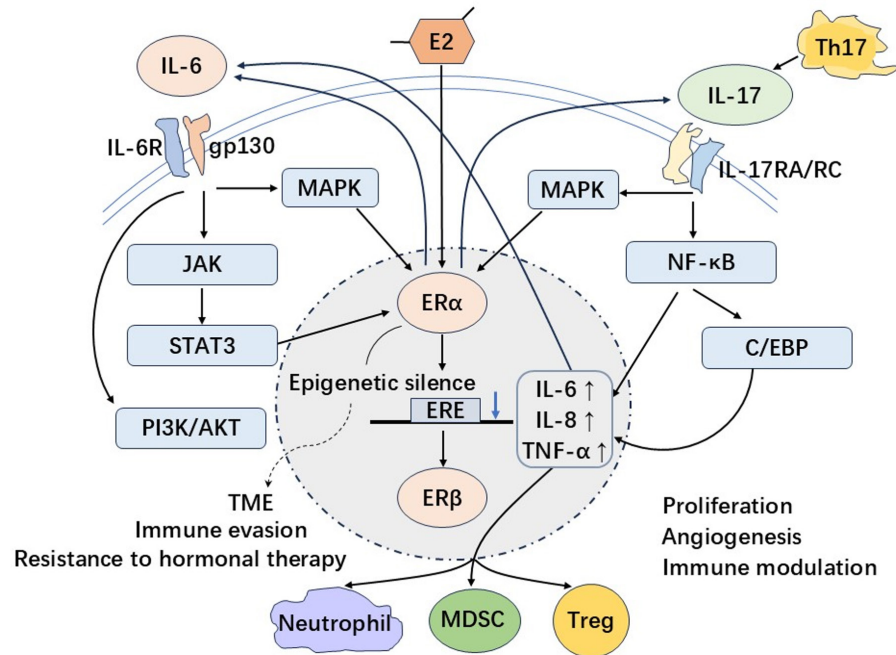 E2
IL-6
Th17
IL-17
IL-6R
gp130
IL-17RA/RC
MAPK
MAPK
JAK
NF-κB
ERα
STAT3
C/EBP
Epigenetic silence
IL-6 ↑
ERE
IL-8 ↑
PI3K/AKT
TNF-α ↑
ERβ
TME
Immune evasion
Resistance to hormonal therapy
Proliferation
Angiogenesis
Immune modulation
Neutrophil
MDSC
Treg